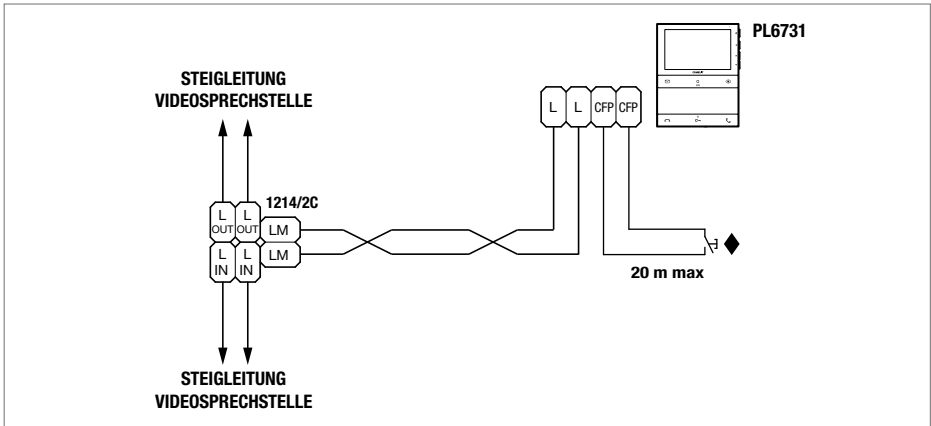 PL6731
STEIGLEITUNG
VIDEOSPRECHSTELLE
L L CFP CFP
1214/2C
L OUT L OUT LM
L IN L IN LM
20 m max
STEIGLEITUNG
VIDEOSPRECHSTELLE